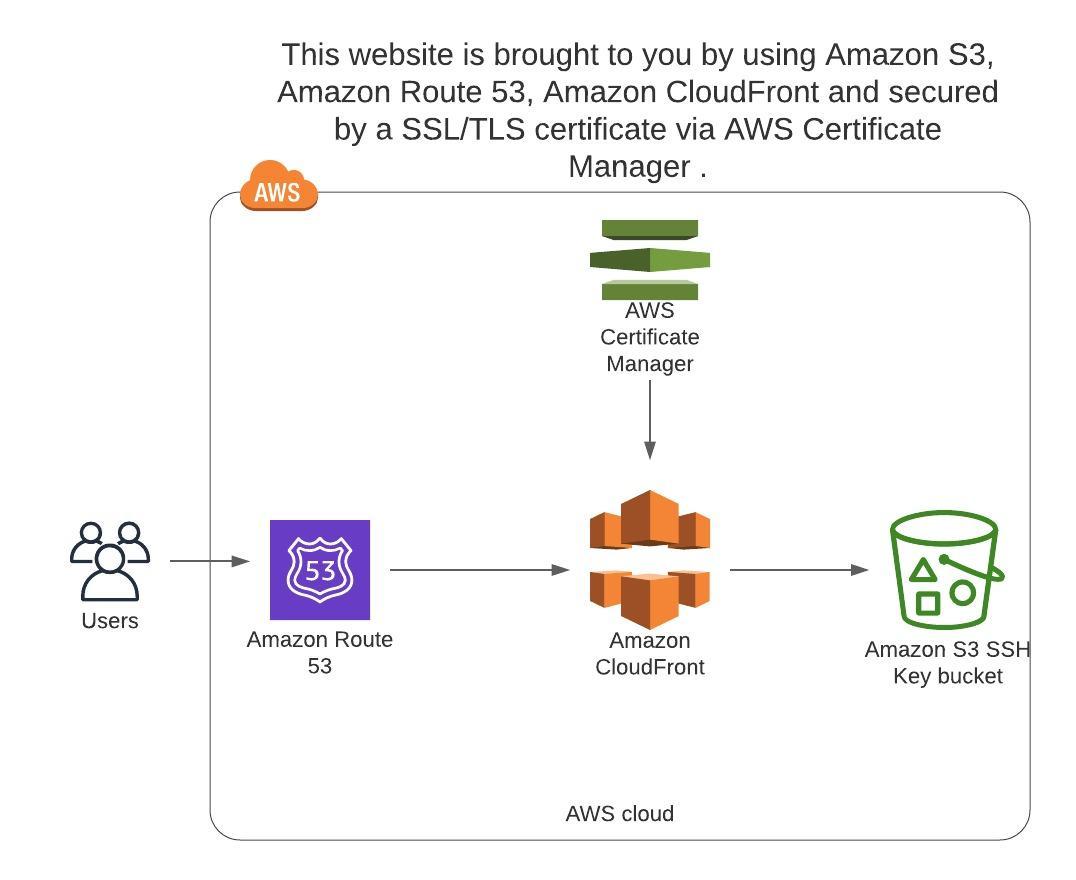 This website is brought to you by using Amazon S3,
Amazon Route 53, Amazon CloudFront and secured
by a SSL/TLS certificate via AWS Certificate
Manager .
AWS
AWS
Certificate
Manager
53
Users
Amazon Route
53
Amazon
CloudFront
Amazon S3 SSH
Key bucket
AWS cloud